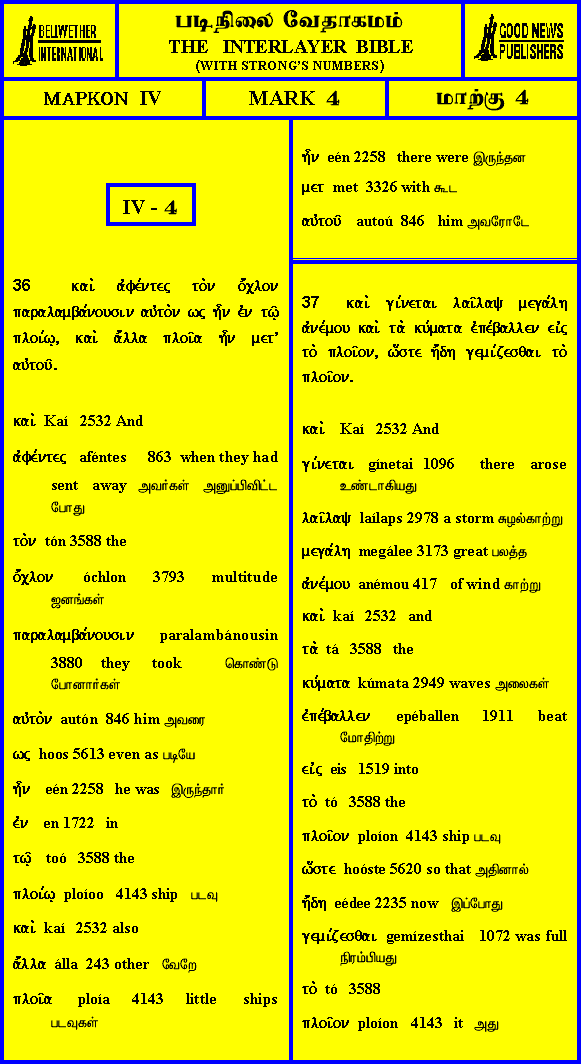 BELLWETHER
INTERNATIONAL
படிநிலை வேதாகமம்
THE INTERLAYER BIBLE
(WITH STRONG'S NUMBERS)
GOOD NEWS
PUBLISHERS
ΜΑΡΚΟΝ IV
MARK 4
மாற்கு 4
IV - 4
36 καὶ ἀφέντες τὸν ὄχλον
παραλαμβάνουσιν αὐτὸν ως ἦν ἐν τῷ
πλοίῳ, καὶ ἄλλα πλοῖα ἦν μετ'
αὐτοῦ.
καὶ Kaí 2532 And
ἀφέντες aféntes 863 when they had
sent away அவர்கள் அனுப்பிவிட்ட
போது
τὸν tón 3588 the
ὄχλον óchlon 3793 multitude
ஜனங்கள்
παραλαμβάνουσιν paralambánousin
3880 they took கொண்டு
போனார்கள்
αὐτὸν autón 846 him அவரை
ως hoos 5613 even as படியே
ἦν eén 2258 he was இருந்தார்
ἐν en 1722 in
τῷ toó 3588 the
πλοίῳ ploíoo 4143 ship படவு
καὶ kaí 2532 also
ἄλλα álla 243 other வேறே
πλοῖα ploía 4143 little ships
படவுகள்
ἦν eén 2258 there were இருந்தன
μετ met 3326 with கூட
αὐτοῦ autoú 846 him அவரோடே
37 καὶ γίνεται λαῖλαψ μεγάλη
ἀνέμου καὶ τὰ κύματα ἐπέβαλλεν εἰς
τὸ πλοῖον, ὥστε ἤδη γεμίζεσθαι τὸ
πλοῖον.
καὶ Kaí 2532 And
γίνεται gínetai 1096 there arose
உண்டாகியது
λαῖλαψ laílaps 2978 a storm சுழல்காற்று
μεγάλη megálee 3173 great பலத்த
ἀνέμου anémou 417 of wind காற்று
καὶ kaí 2532 and
τὰ tá 3588 the
κύματα kúmata 2949 waves அலைகள்
ἐπέβαλλεν epéballen 1911 beat
மோதிற்று
εἰς eis 1519 into
τὸ tó 3588 the
πλοῖον ploíon 4143 ship படவு
ὥστε hoóste 5620 so that அதினால்
ἤδη eédee 2235 now இப்போது
γεμίζεσθαι gemízesthai 1072 was full
நிரம்பியது
τὸ tó 3588
πλοῖον ploíon 4143 it அது